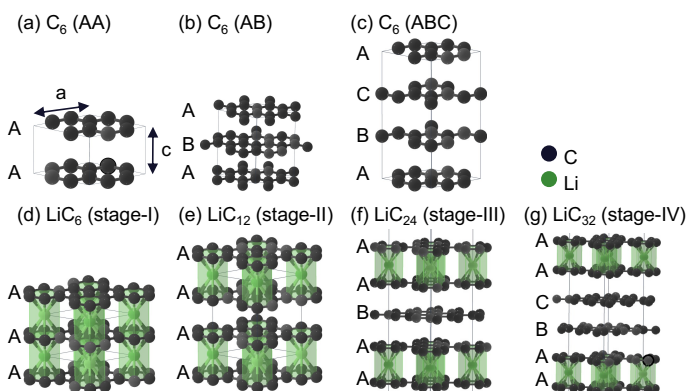 (a) C₆ (AA)
(b) C₆ (AB)
(c) C₆ (ABC)
a
A
A
c
A
B
A
A
C
B
A
C
Li
(d) LiC₆ (stage-I)
(e) LiC₁₂ (stage-II)
(f) LiC₂₄ (stage-III)
(g) LiC₃₂ (stage-IV)
A
A
A
A
A
A
A
A
A
B
A
A
A
A
C
B
A
A